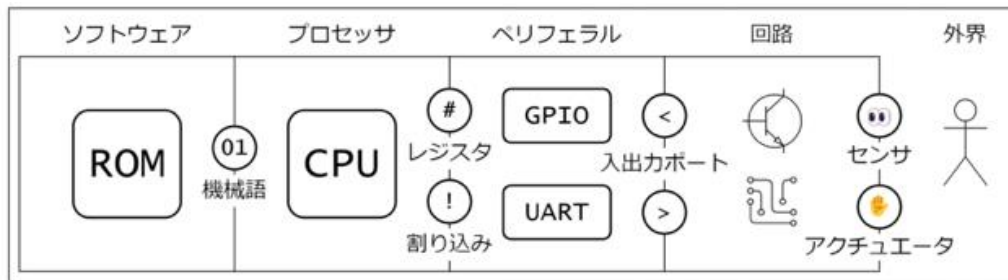 ソフトウェア
プロセッサ
ペリフェラル
回路
外界
ROM
01
機械語
CPU
#
レジスタ
!
割り込み
GPIO
UART
<
入出力ポート
>
センサ
アクチュエータ